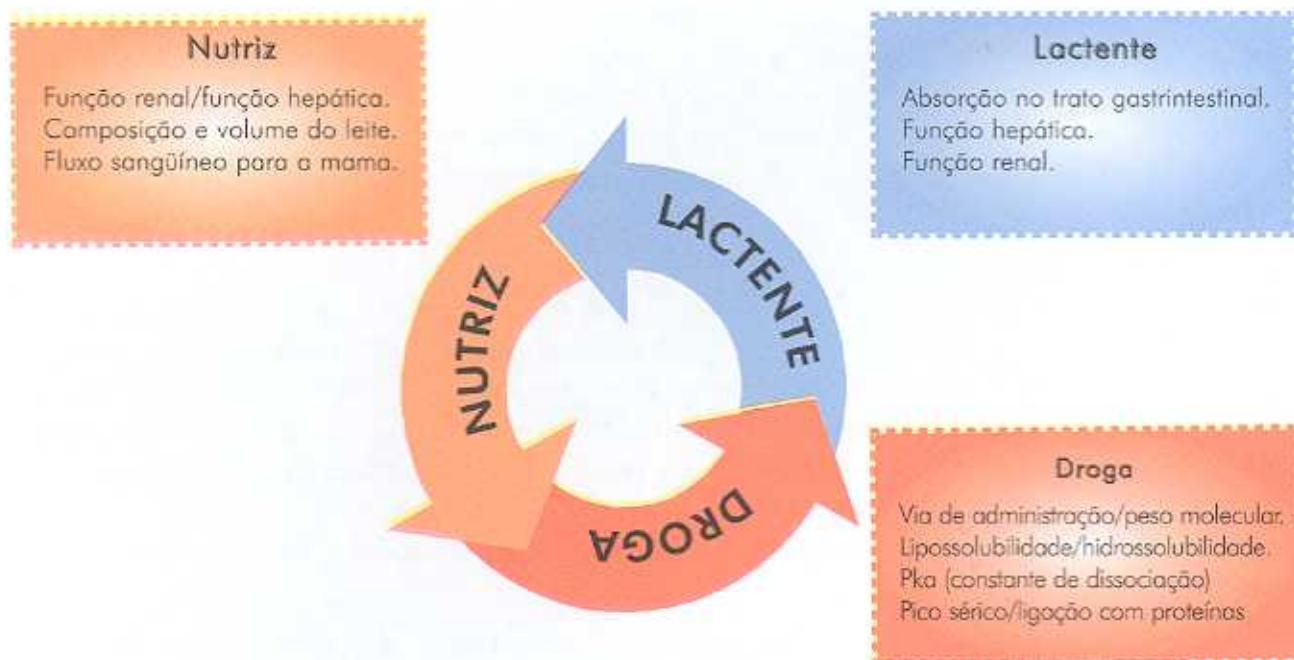 Nutriz
Função renal/função hepática.
Composição e volume do leite.
Fluxo sangüíneo para a mama.
Lactente
Absorção no trato gastrintestinal.
Função hepática.
Função renal.
LACTENTE
NUTRIZ
DROGA
Droga
Via de administração/peso molecular.
Lipossolubilidade/hidrossolubilidade.
Pka (constante de dissociação)
Pico sérico/ligação com proteínas